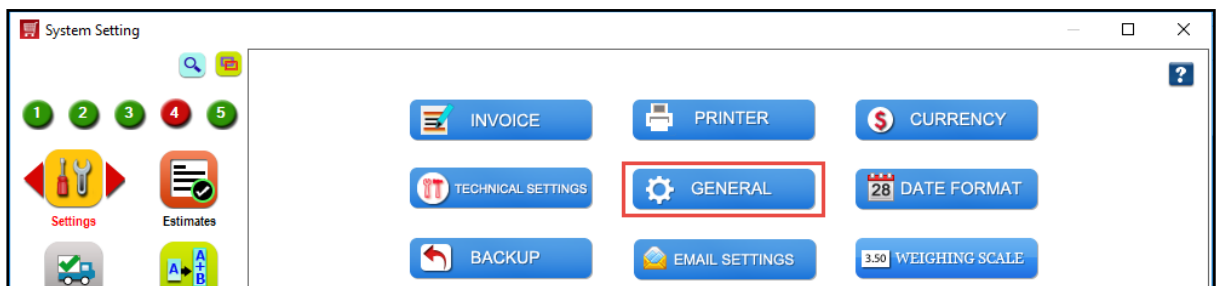 System Setting
?
1 2 3 4 5
INVOICE PRINTER $ CURRENCY
TECHNICAL SETTINGS GENERAL 28 DATE FORMAT
Settings Estimates
BACKUP EMAIL SETTINGS 3.50 WEIGHING SCALE
A A+B